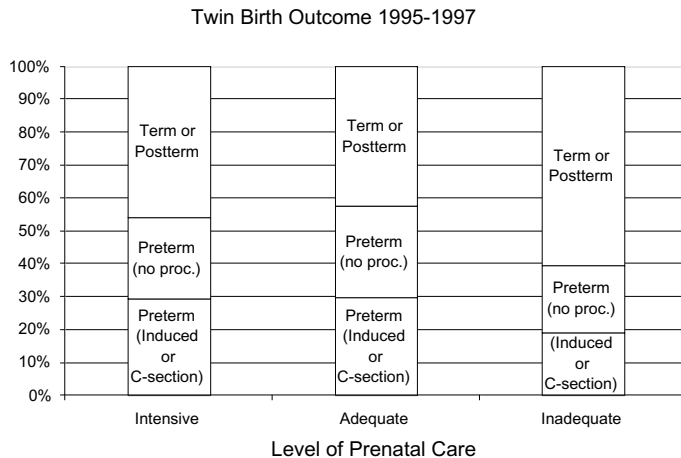 Twin Birth Outcome 1995-1997
100%
90%
80%
70%
60%
50%
40%
30%
20%
10%
0%
Term or
Postterm
Preterm
(no proc.)
Preterm
(Induced
or
C-section)
Term or
Postterm
Preterm
(no proc.)
Preterm
(Induced
or
C-section)
Term or
Postterm
Preterm
(no proc.)
(Induced
or
C-section)
Intensive
Adequate
Inadequate
Level of Prenatal Care